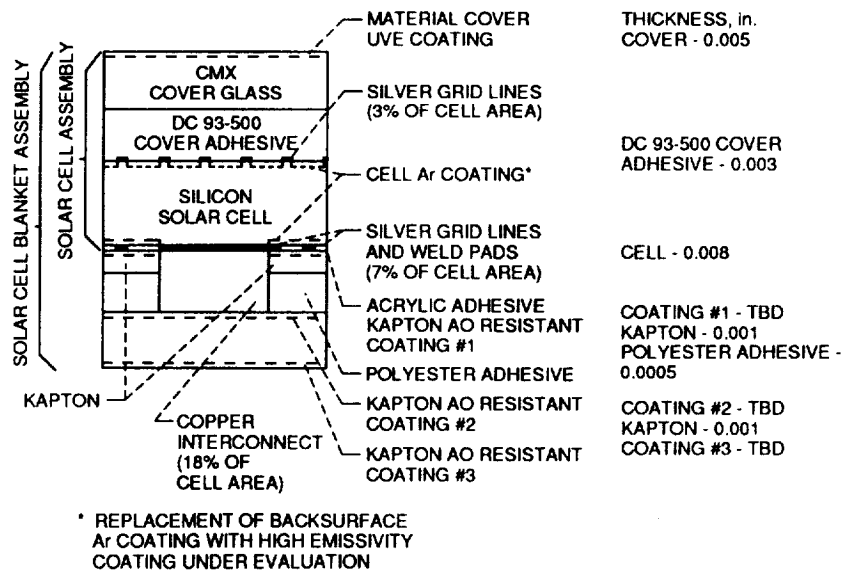 MATERIAL COVER
UVE COATING
THICKNESS, in.
COVER - 0.005
SOLAR CELL BLANKET ASSEMBLY
SOLAR CELL ASSEMBLY
CMX
COVER GLASS
SILVER GRID LINES
(3% OF CELL AREA)
DC 93-500
COVER ADHESIVE
DC 93-500 COVER
ADHESIVE - 0.003
CELL Ar COATING*
SILICON
SOLAR CELL
SILVER GRID LINES
AND WELD PADS
(7% OF CELL AREA)
CELL - 0.008
ACRYLIC ADHESIVE
KAPTON AO RESISTANT
COATING #1
COATING #1 - TBD
KAPTON - 0.001
POLYESTER ADHESIVE -
0.0005
POLYESTER ADHESIVE
KAPTON
KAPTON AO RESISTANT
COATING #2
COATING #2 - TBD
KAPTON - 0.001
COATING #3 - TBD
COPPER
INTERCONNECT
(18% OF
CELL AREA)
KAPTON AO RESISTANT
COATING #3
* REPLACEMENT OF BACKSURFACE
Ar COATING WITH HIGH EMISSIVITY
COATING UNDER EVALUATION